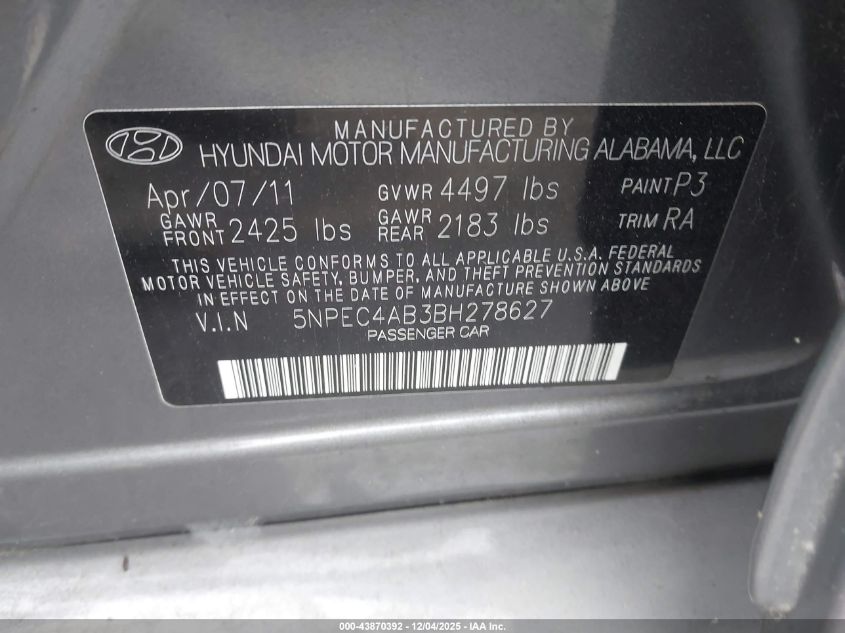 MANUFACTURED BY
HYUNDAI MOTOR MANUFACTURING ALABAMA, LLC
Apr/07/11 GVWR 4497 lbs PAINT P3
GAWR FRONT 2425 lbs GAWR REAR 2183 lbs TRIM RA
THIS VEHICLE CONFORMS TO ALL APPLICABLE U.S.A. FEDERAL
MOTOR VEHICLE SAFETY, BUMPER, AND THEFT PREVENTION STANDARDS
IN EFFECT ON THE DATE OF MANUFACTURE SHOWN ABOVE
V.I.N 5NPEC4AB3BH278627
PASSENGER CAR
000-43870392 - 12/04/2025 - IAA Inc.